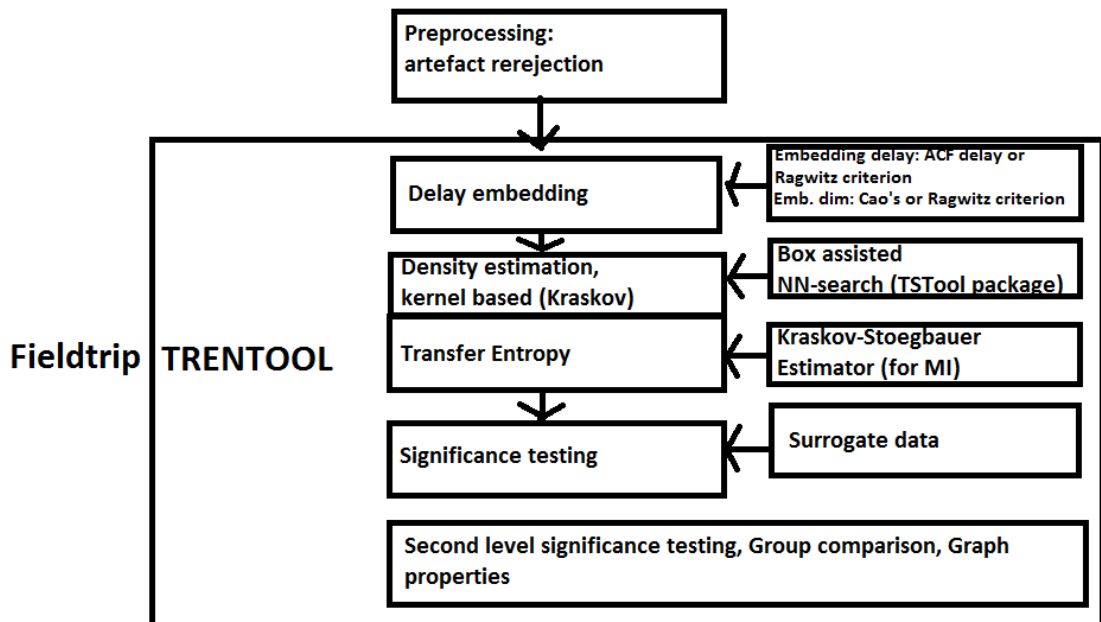 Preprocessing:
artefact rerejection
Embedding delay: ACF delay or
Ragwitz criterion
Emb. dim: Cao's or Ragwitz criterion
Delay embedding
Density estimation,
kernel based (Kraskov)
Box assisted
NN-search (TSTool package)
Fieldtrip
TRENTOOL
Transfer Entropy
Kraskov-Stoegbauer
Estimator (for MI)
Significance testing
Surrogate data
Second level significance testing, Group comparison, Graph
properties